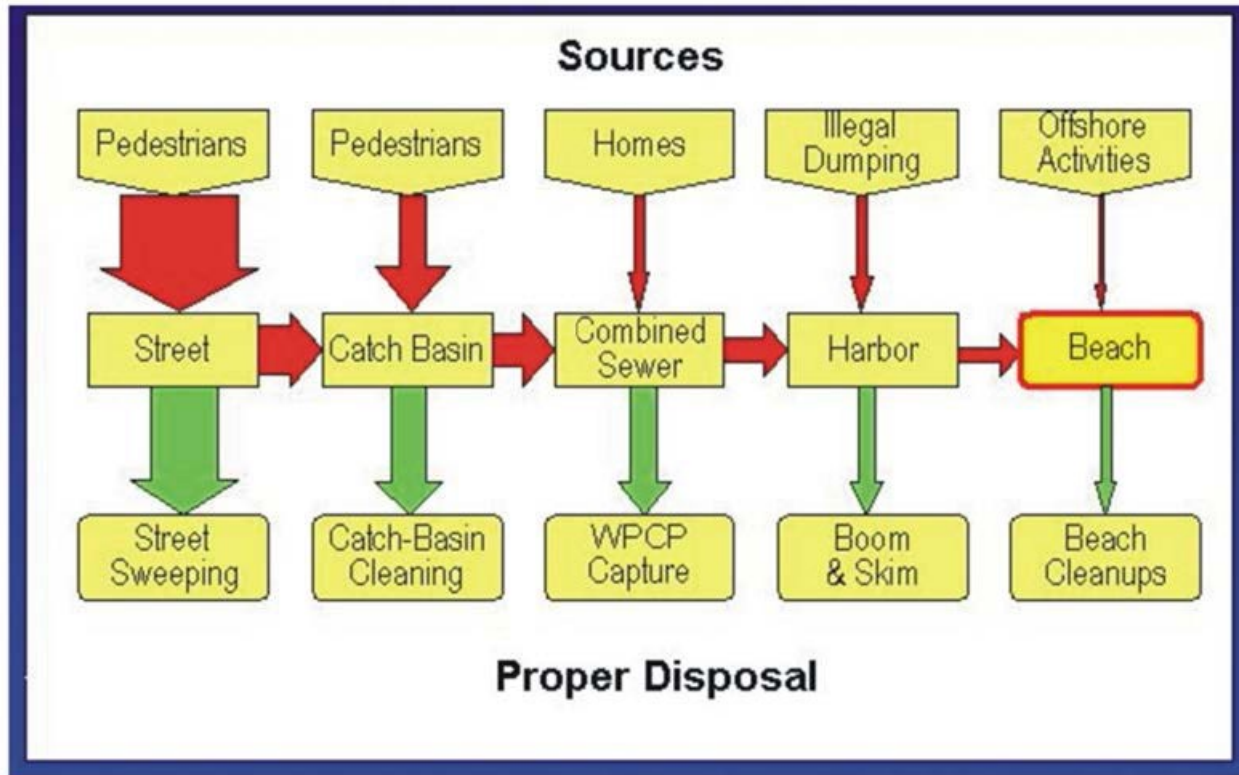 Sources
Pedestrians
Pedestrians
Homes
Illegal
Dumping
Offshore
Activities
Street
Catch Basin
Combined
Sewer
Harbor
Beach
Street
Sweeping
Catch-Basin
Cleaning
WPCP
Capture
Boom
& Skim
Beach
Cleanups
Proper Disposal